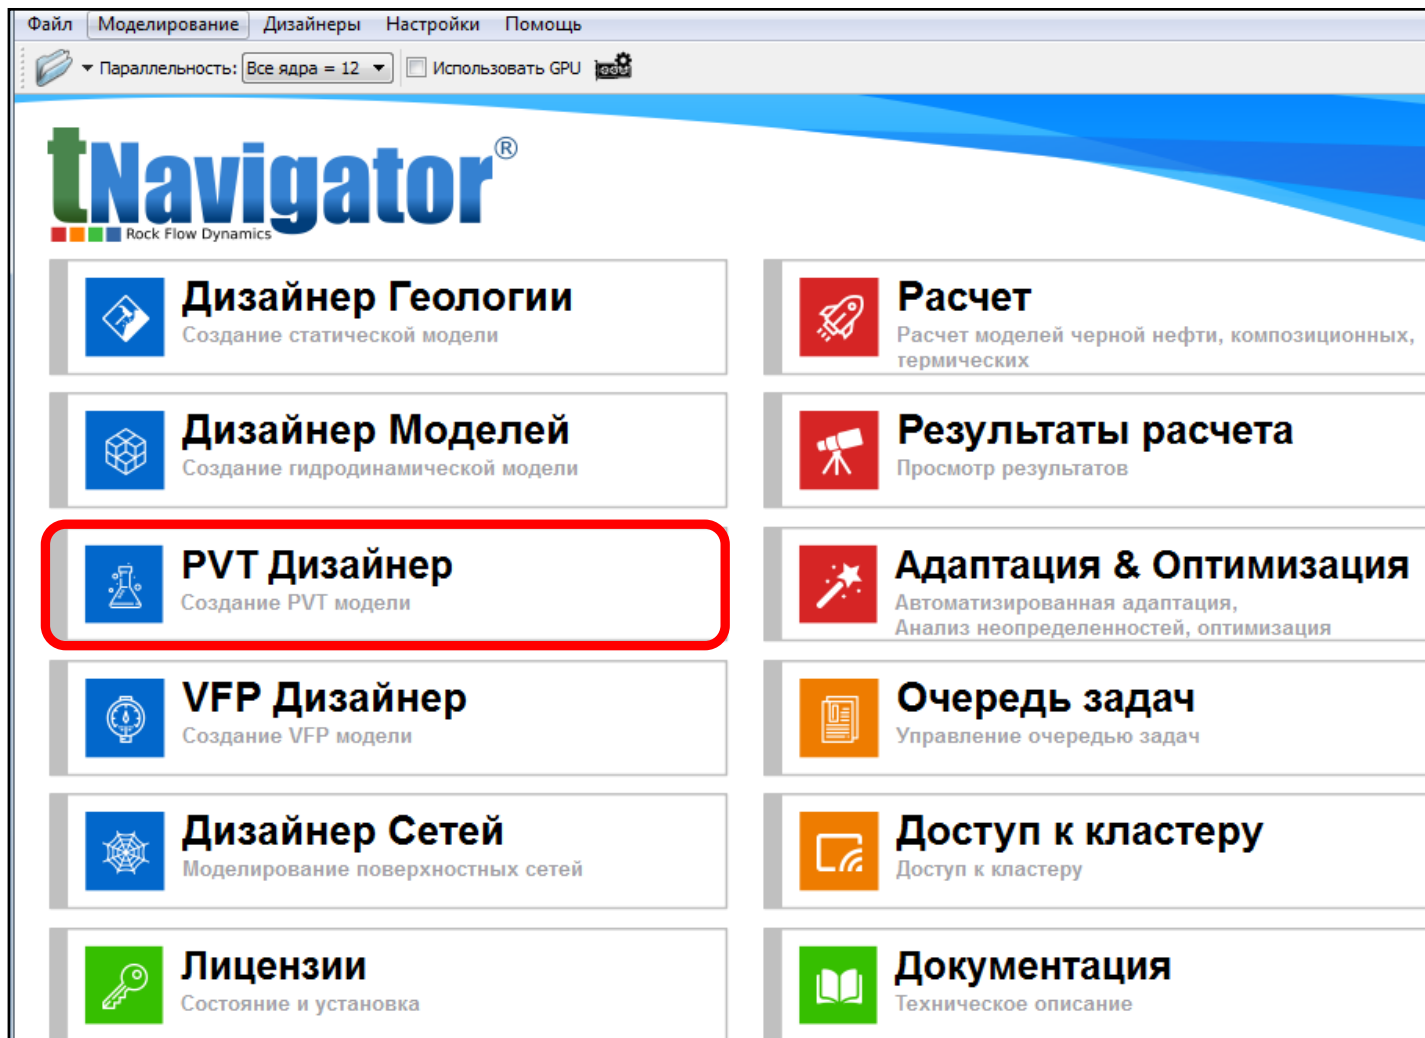 Файл Моделирование Дизайнеры Настройки Помощь
Параллельность: Все ядра = 12 Использовать GPU
tNavigator®
Rock Flow Dynamics
Дизайнер Геологии
Создание статической модели
Расчет
Расчет моделей черной нефти, композиционных,
термических
Дизайнер Моделей
Создание гидродинамической модели
Результаты расчета
Просмотр результатов
PVT Дизайнер
Создание PVT модели
Адаптация & Оптимизация
Автоматизированная адаптация,
Анализ неопределенностей, оптимизация
VFP Дизайнер
Создание VFP модели
Очередь задач
Управление очередью задач
Дизайнер Сетей
Моделирование поверхностных сетей
Доступ к кластеру
Доступ к кластеру
Лицензии
Состояние и установка
Документация
Техническое описание